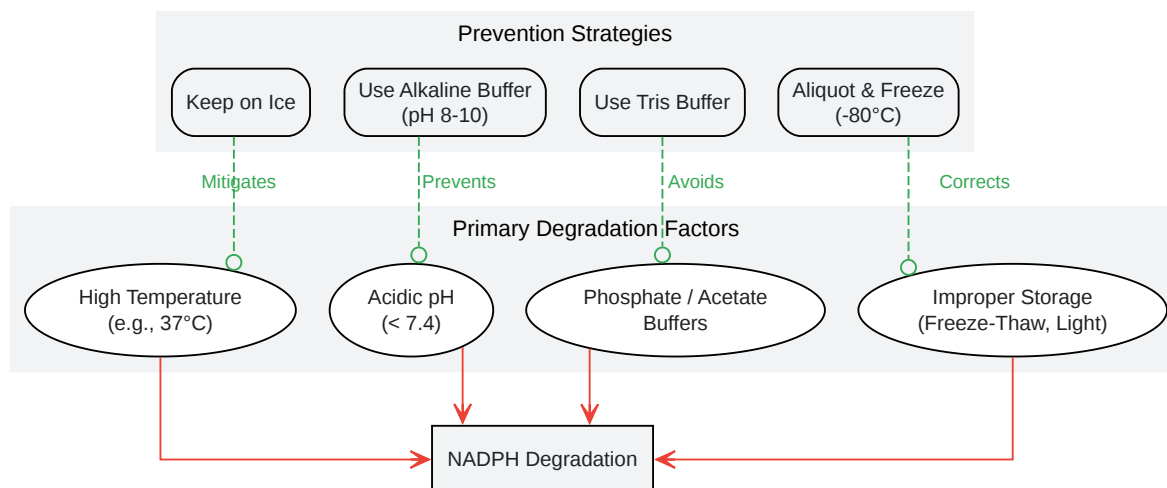 Prevention Strategies
Keep on Ice
Use Alkaline Buffer
(pH 8-10)
Use Tris Buffer
Aliquot & Freeze
(-80°C)
Mitigates
Prevents
Avoids
Corrects
Primary Degradation Factors
High Temperature
(e.g., 37°C)
Acidic pH
(< 7.4)
Phosphate / Acetate
Buffers
Improper Storage
(Freeze-Thaw, Light)
NADPH Degradation